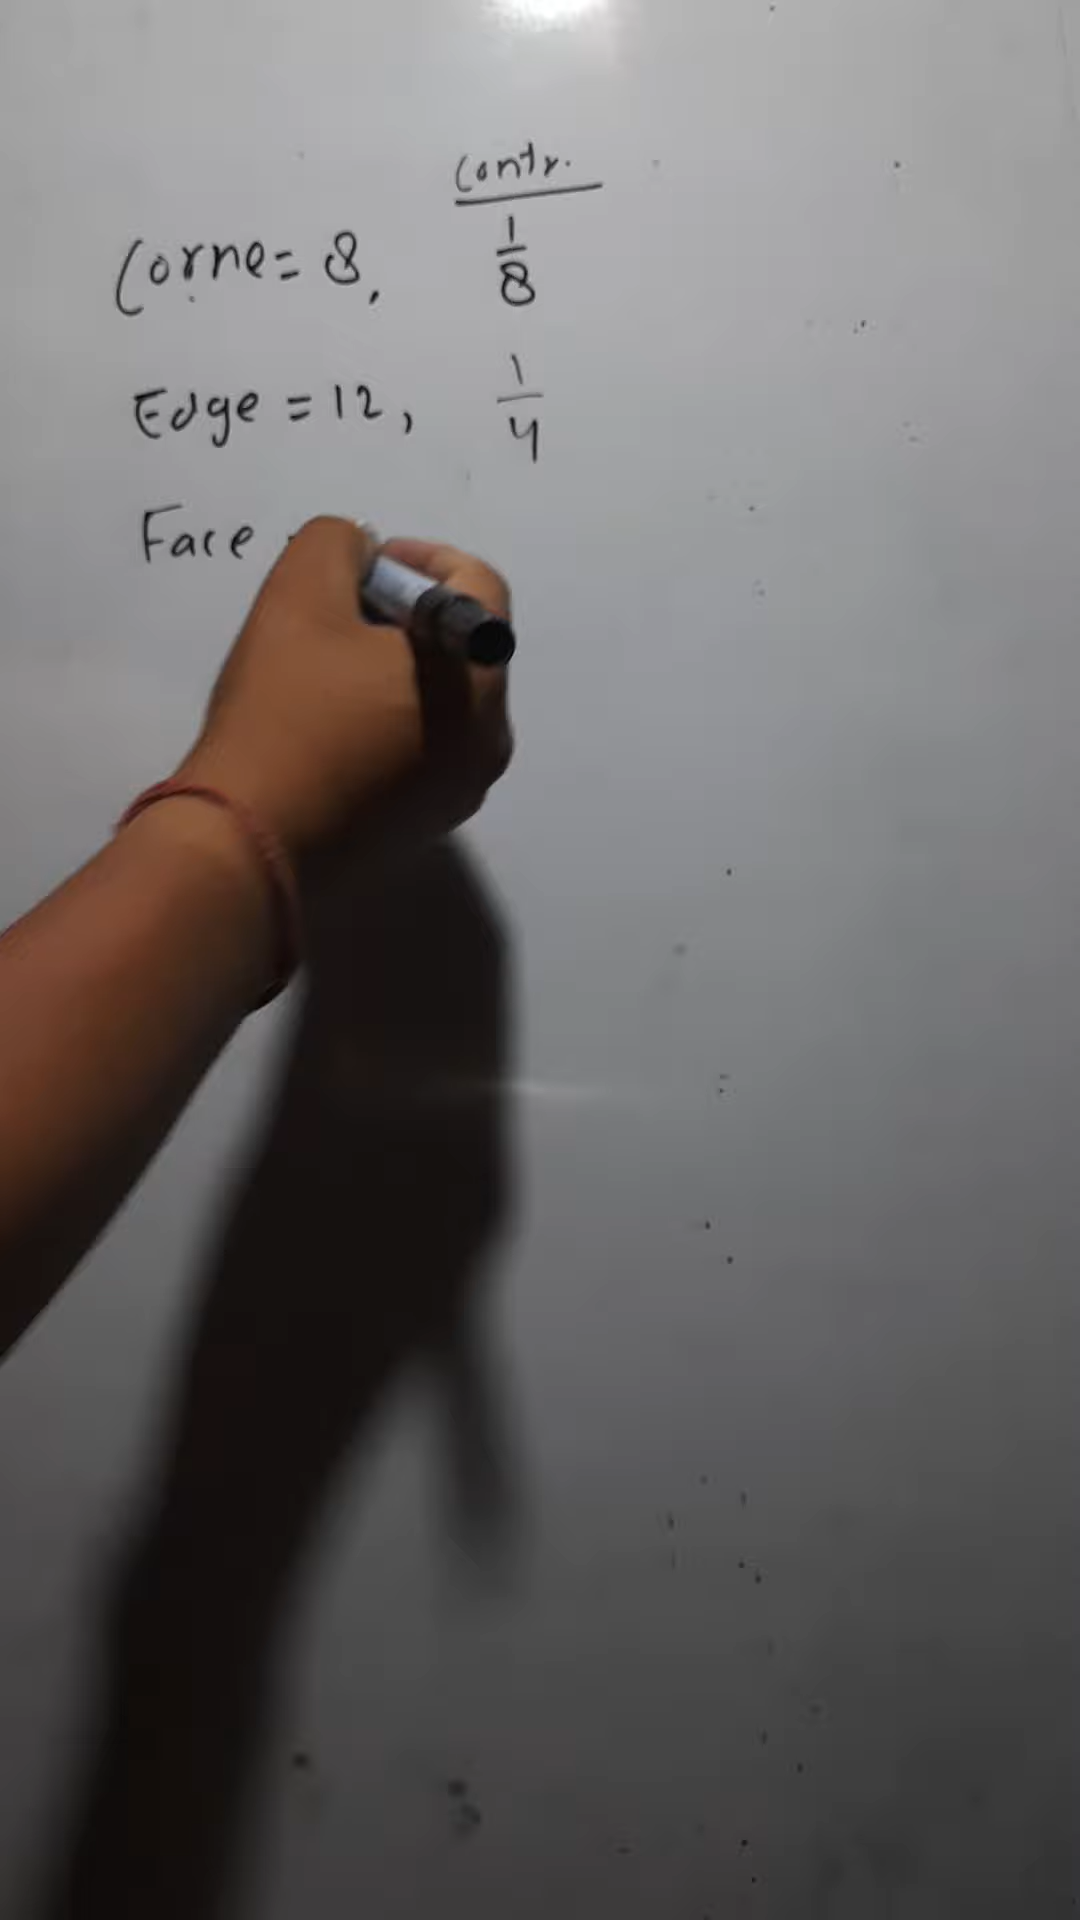 Contr.
Corne= 8, 1/8
Edge = 12, 1/4
Face